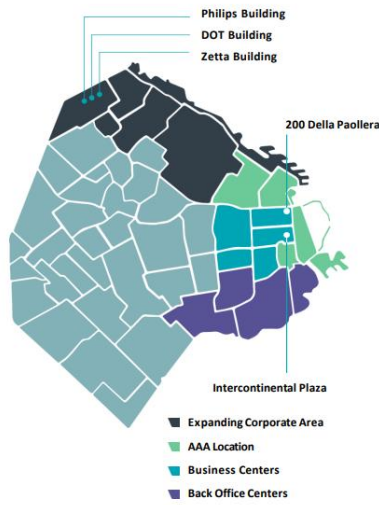 Philips Building
DOT Building
Zetta Building
200 Della Paollera
Intercontinental Plaza
Expanding Corporate Area
AAA Location
Business Centers
Back Office Centers